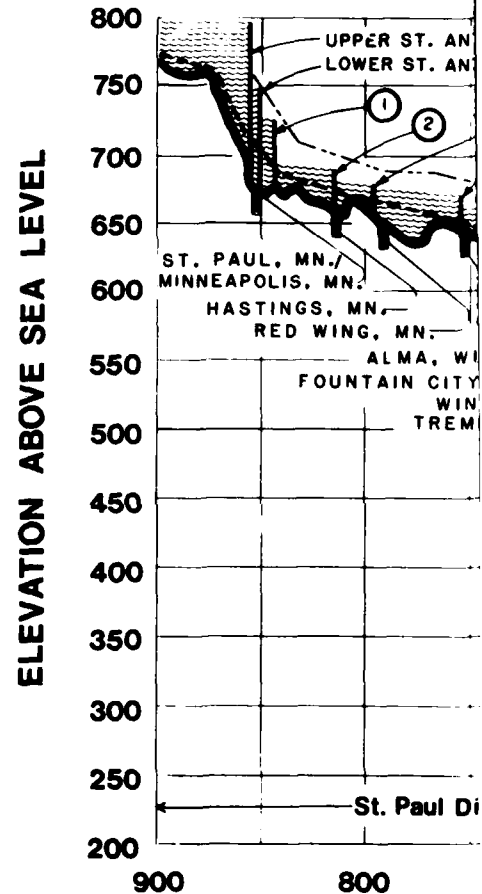 800
UPPER ST. AN
LOWER ST. AN
750
1
2
700
650
ST. PAUL, MN./
MINNEAPOLIS, MN.
600
HASTINGS, MN.
RED WING, MN.
ALMA, WI
550
FOUNTAIN CITY
WIN
TREM
500
450
400
350
300
250
St. Paul Di
200
900 800
ELEVATION ABOVE SEA LEVEL